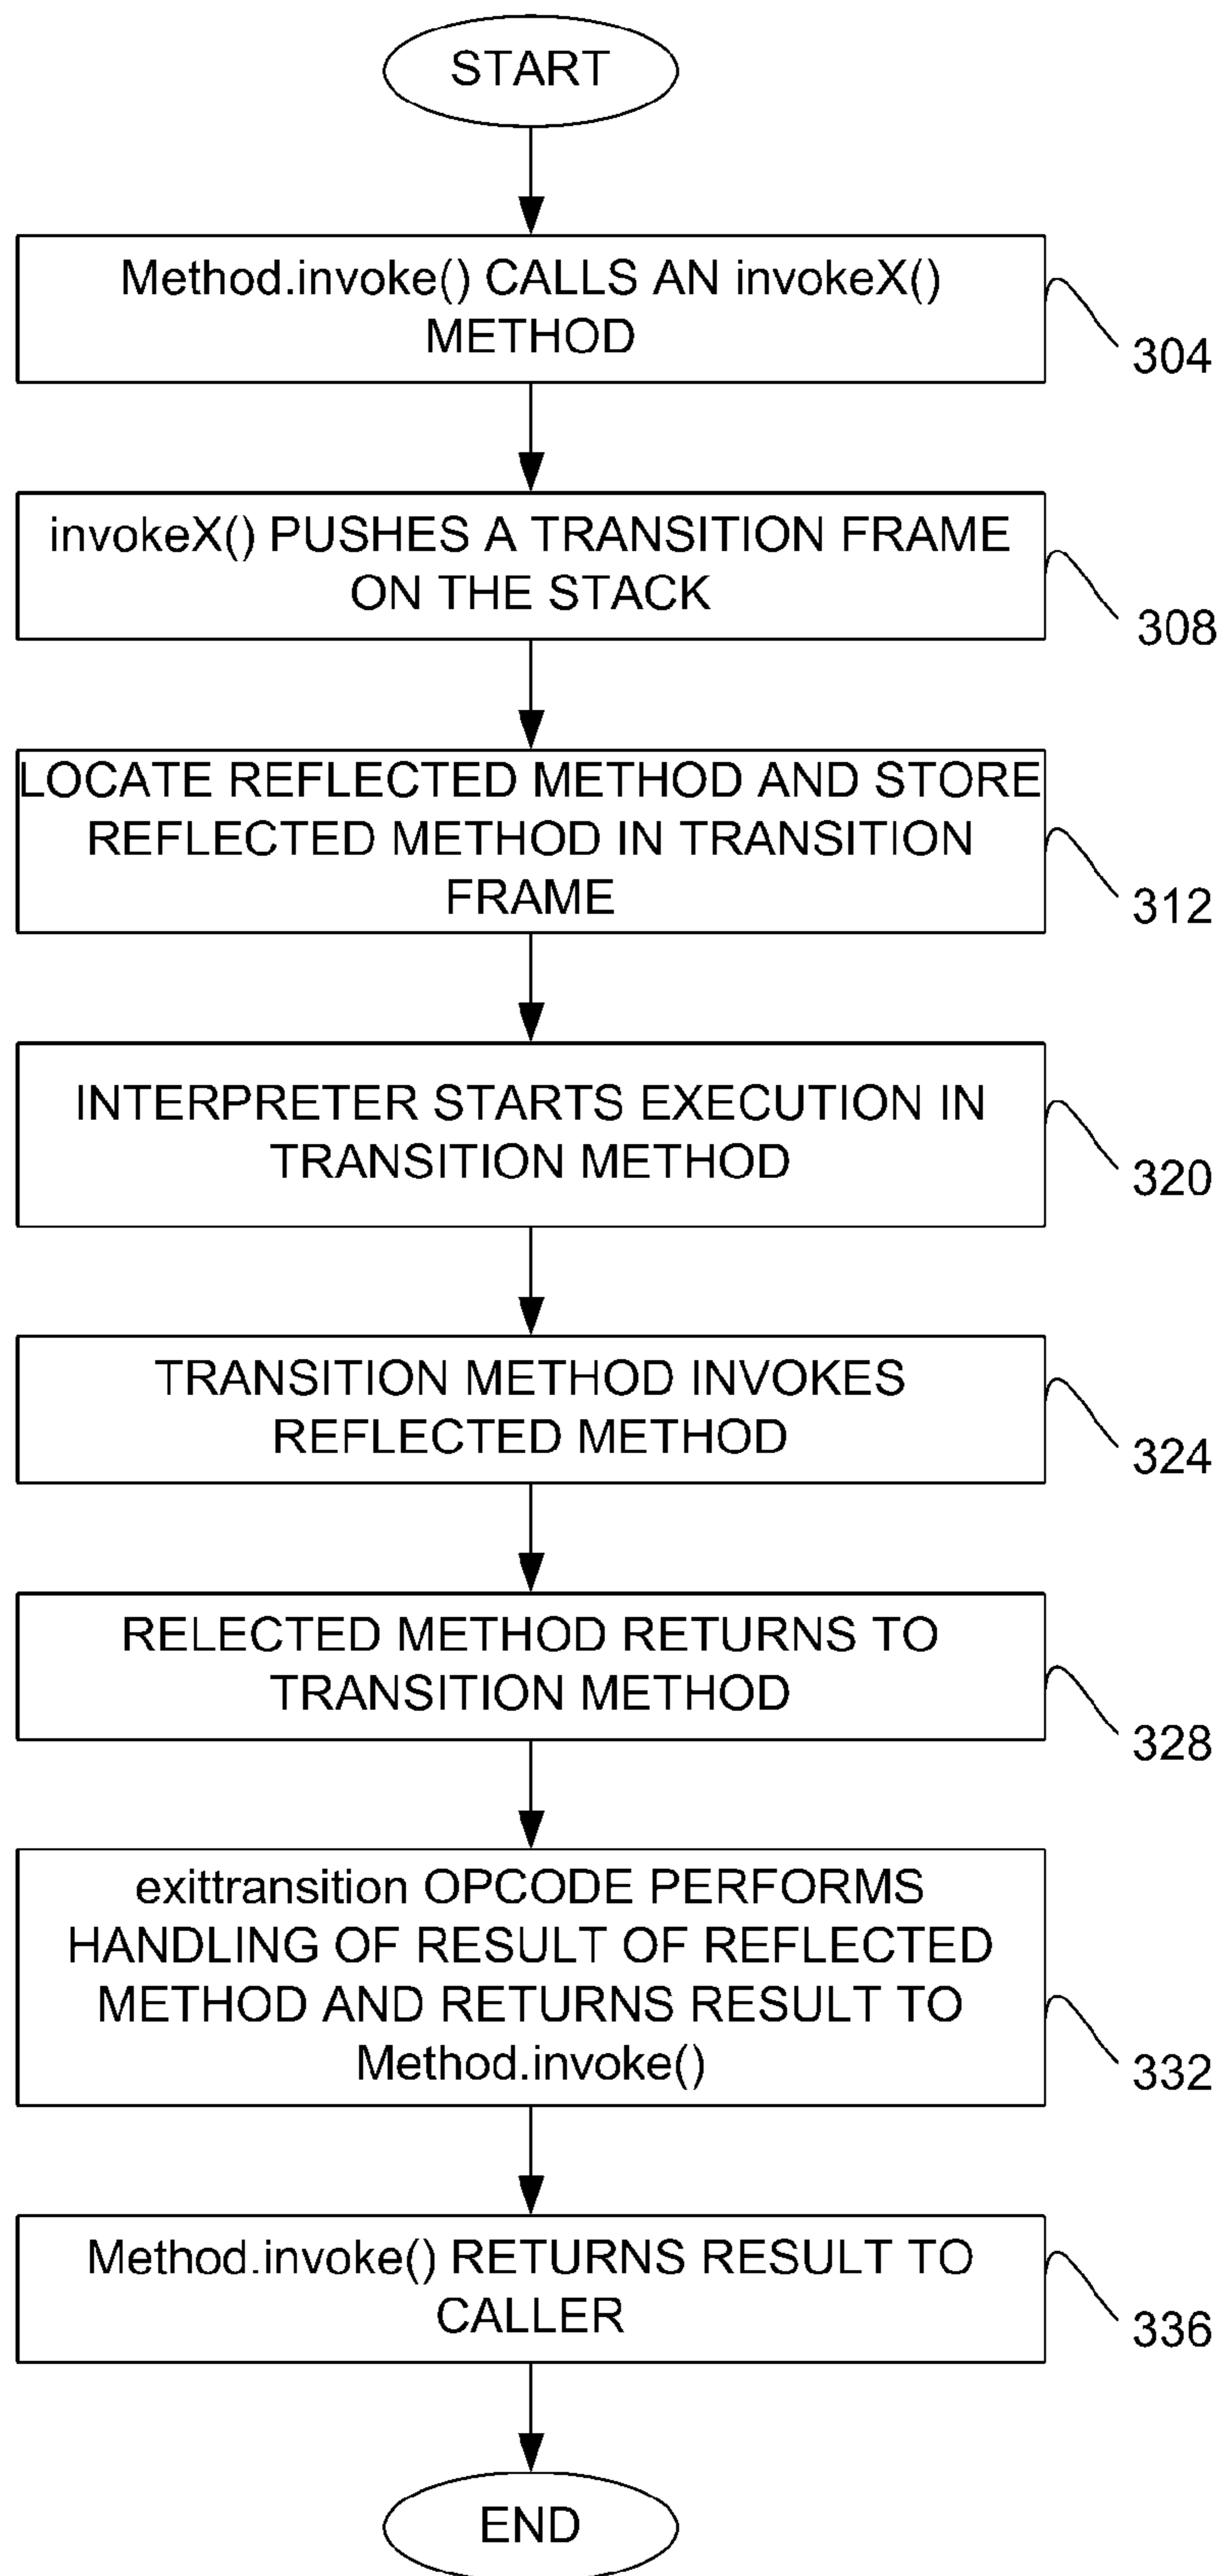 START
Method.invoke() CALLS AN invokeX()
METHOD
304
invokeX() PUSHES A TRANSITION FRAME
ON THE STACK
308
LOCATE REFLECTED METHOD AND STORE
REFLECTED METHOD IN TRANSITION
FRAME
312
INTERPRETER STARTS EXECUTION IN
TRANSITION METHOD
320
TRANSITION METHOD INVOKES
REFLECTED METHOD
324
RELECTED METHOD RETURNS TO
TRANSITION METHOD
328
exittransition OPCODE PERFORMS
HANDLING OF RESULT OF REFLECTED
METHOD AND RETURNS RESULT TO
Method.invoke()
332
Method.invoke() RETURNS RESULT TO
CALLER
336
END